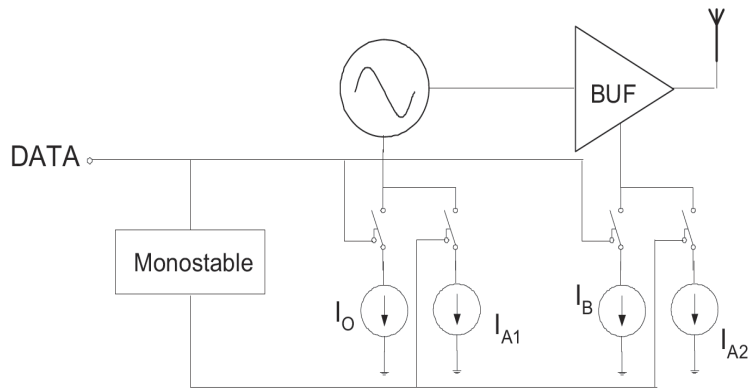 BUF
DATA
Monostable
I_O
I_A1
I_B
I_A2